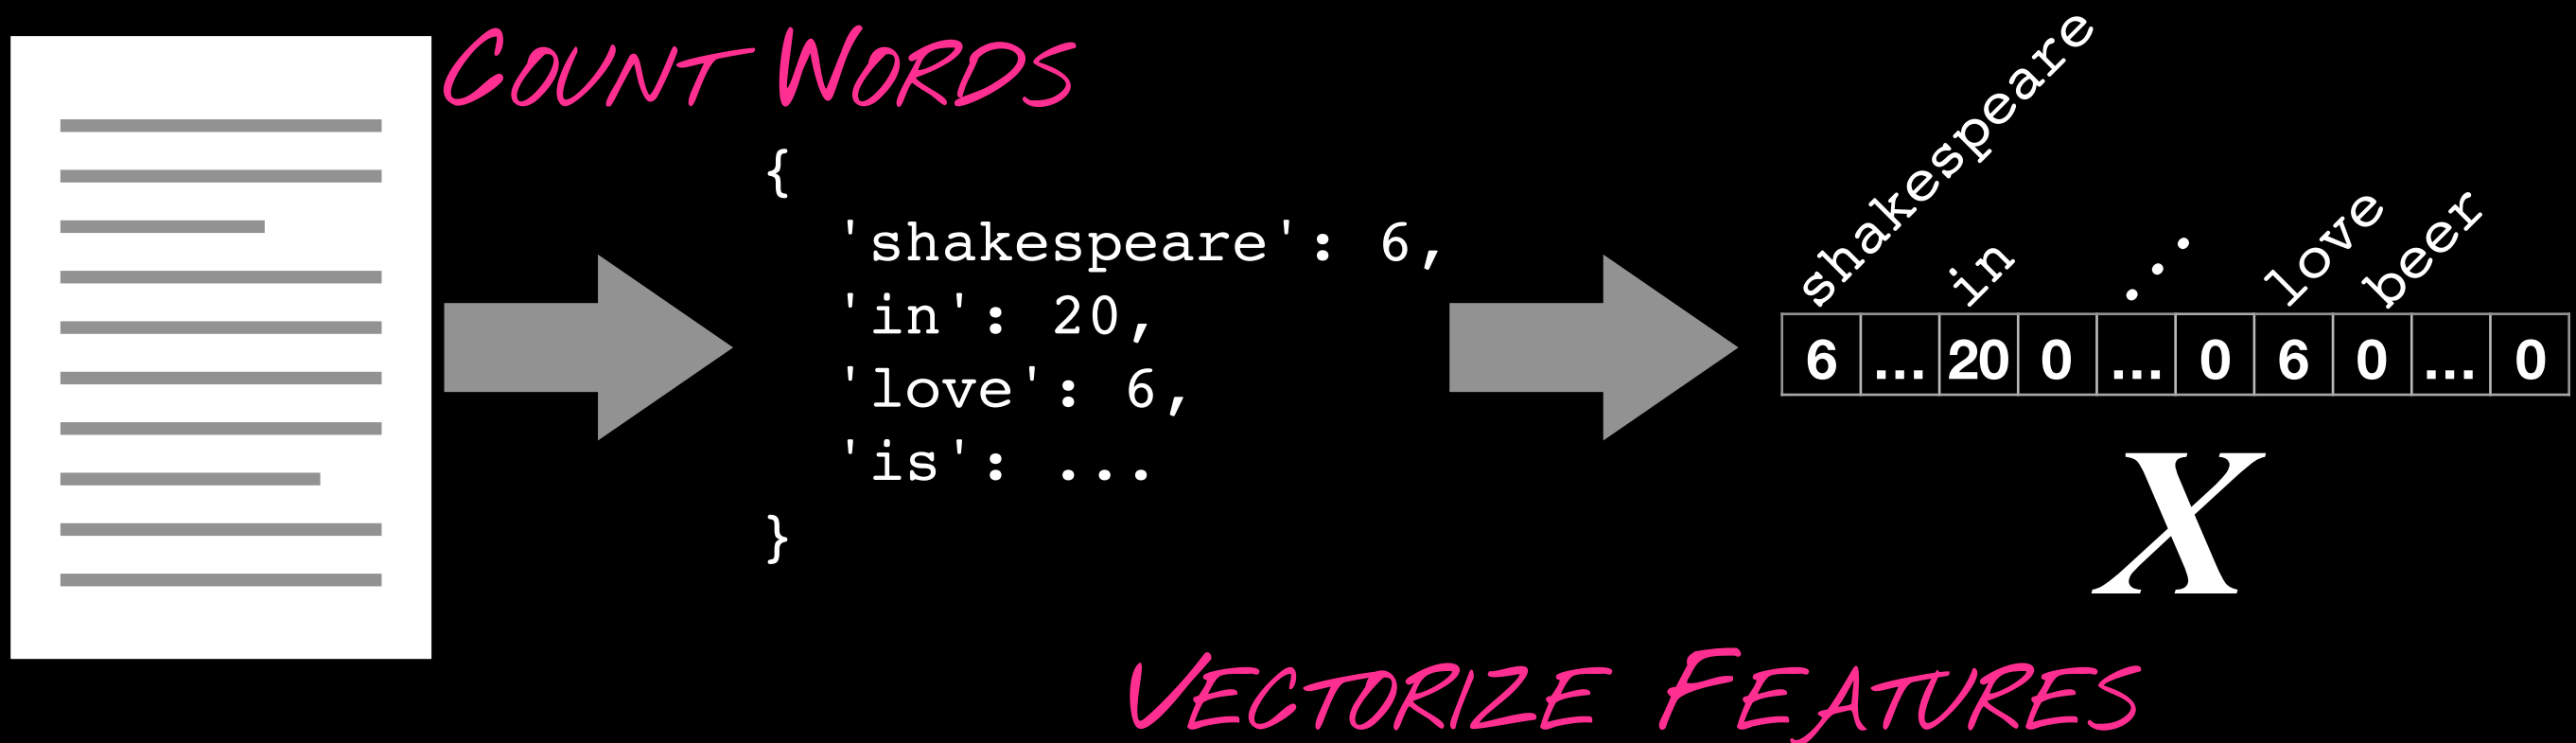 COUNT WORDS
{
'shakespeare': 6,
'in': 20,
'love': 6,
'is': ...
}
shakespeare in ... love beer
6 ... 20 0 ... 0 6 0 ... 0
X
VECTORIZE FEATURES